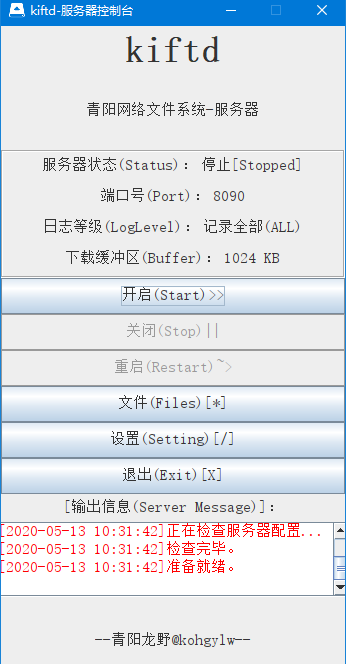 kiftd-服务器控制台
kiftd
青阳网络文件系统-服务器
服务器状态(Status)：停止[Stopped]
端口号(Port)：8090
日志等级(LogLevel)：记录全部(ALL)
下载缓冲区(Buffer)：1024 KB
开启(Start)>>
关闭(Stop)||
重启(Restart)~>
文件(Files)[*]
设置(Setting)[/]
退出(Exit)[X]
[输出信息(Server Message)]：
[2020-05-13 10:31:42]正在检查服务器配置...
[2020-05-13 10:31:42]检查完毕。
[2020-05-13 10:31:42]准备就绪。
--青阳龙野@kohgylw--